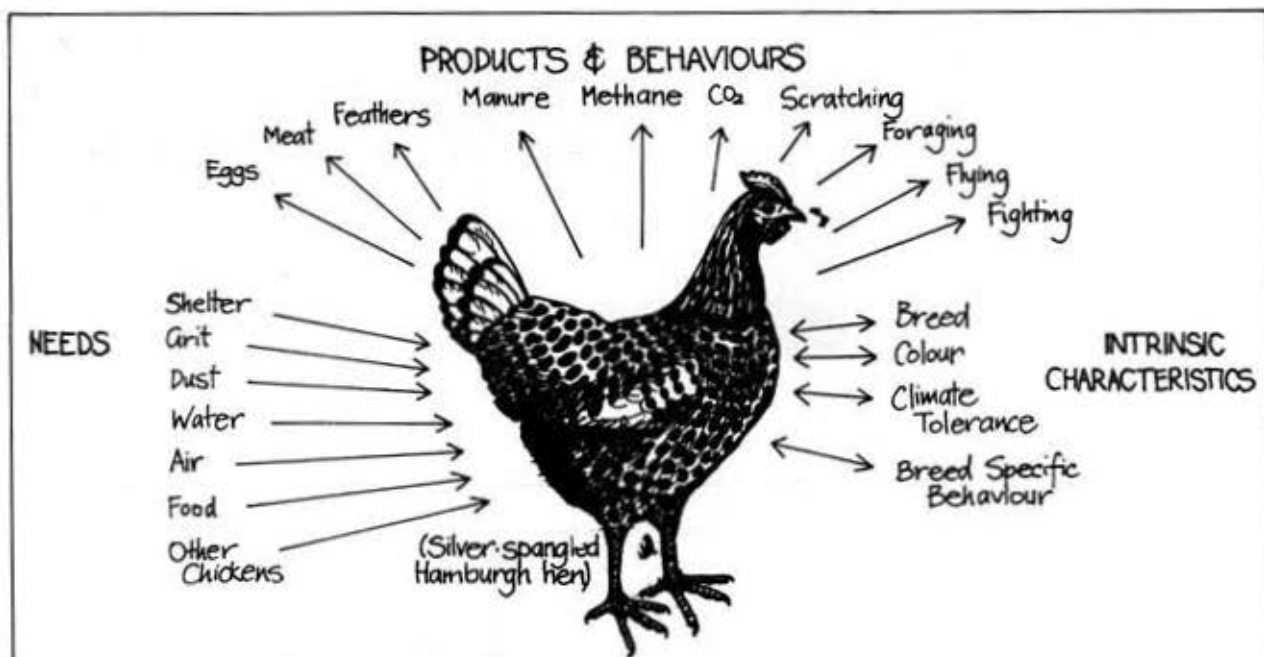 PRODUCTS & BEHAVIOURS
Eggs
Meat
Feathers
Manure
Methane
CO₂
Scratching
Foraging
Flying
Fighting
NEEDS
Shelter
Grit
Dust
Water
Air
Food
Other
Chickens
(Silver-spangled
Hamburgh hen)
Breed
Colour
Climate
Tolerance
Breed Specific
Behaviour
INTRINSIC
CHARACTERISTICS